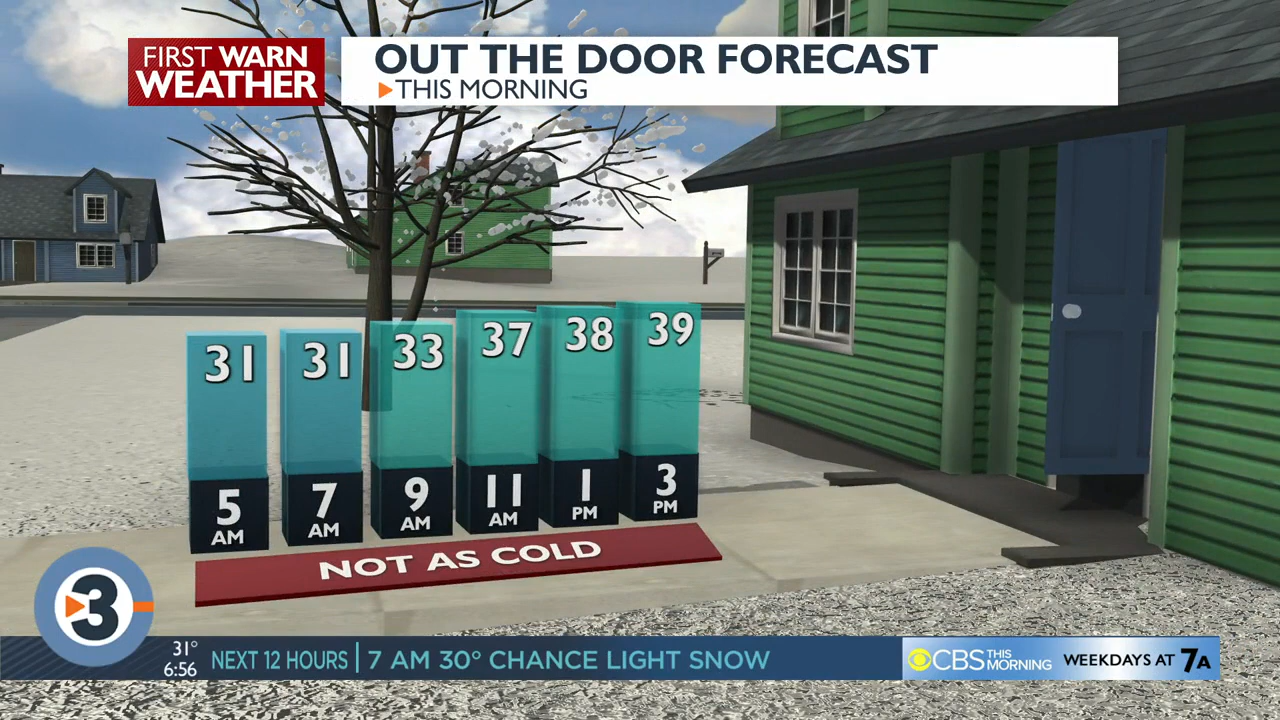 FIRST WARN
WEATHER
OUT THE DOOR FORECAST
THIS MORNING
31 31 33 37 38 39
5 7 9 11 1 3
AM AM AM AM PM PM
NOT AS COLD
3
31°
6:56
NEXT 12 HOURS | 7 AM 30° CHANCE LIGHT SNOW
CBS THIS MORNING WEEKDAYS AT 7A